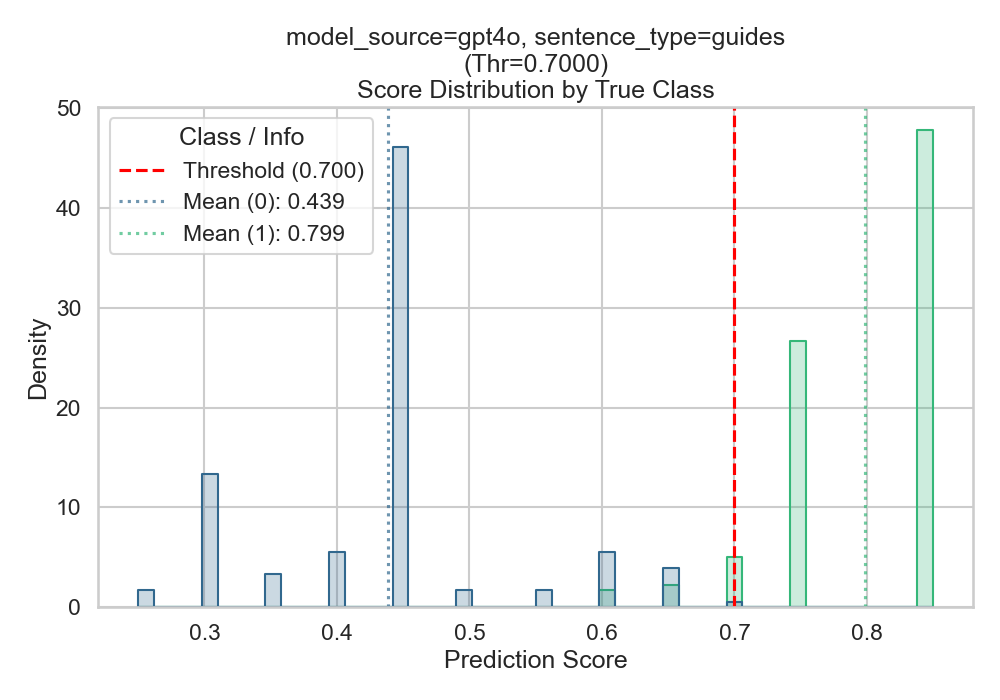 model_source=gpt4o, sentence_type=guides
(Thr=0.7000)
Score Distribution by True Class
50
40
30
20
10
0
Density
Class / Info
Threshold (0.700)
Mean (0): 0.439
Mean (1): 0.799
0.3 0.4 0.5 0.6 0.7 0.8
Prediction Score